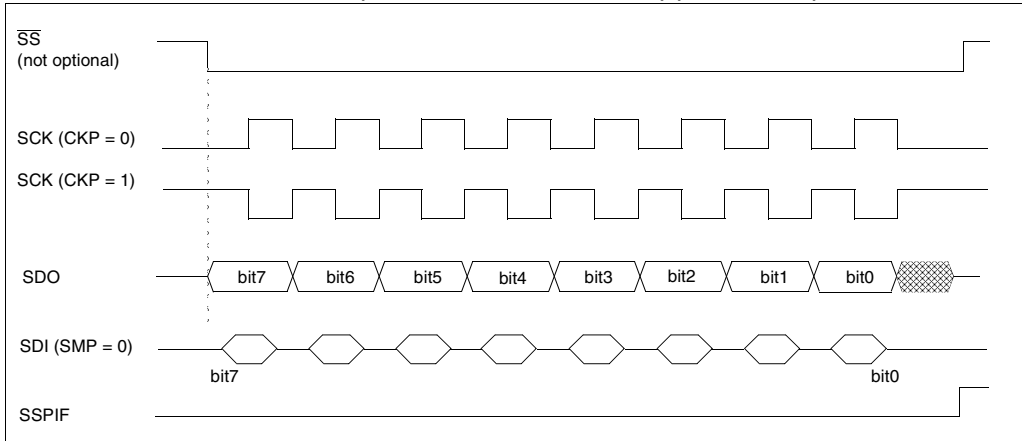 SS
(not optional)
SCK (CKP = 0)
SCK (CKP = 1)
SDO
bit7 bit6 bit5 bit4 bit3 bit2 bit1 bit0
SDI (SMP = 0)
bit7 bit0
SSPIF